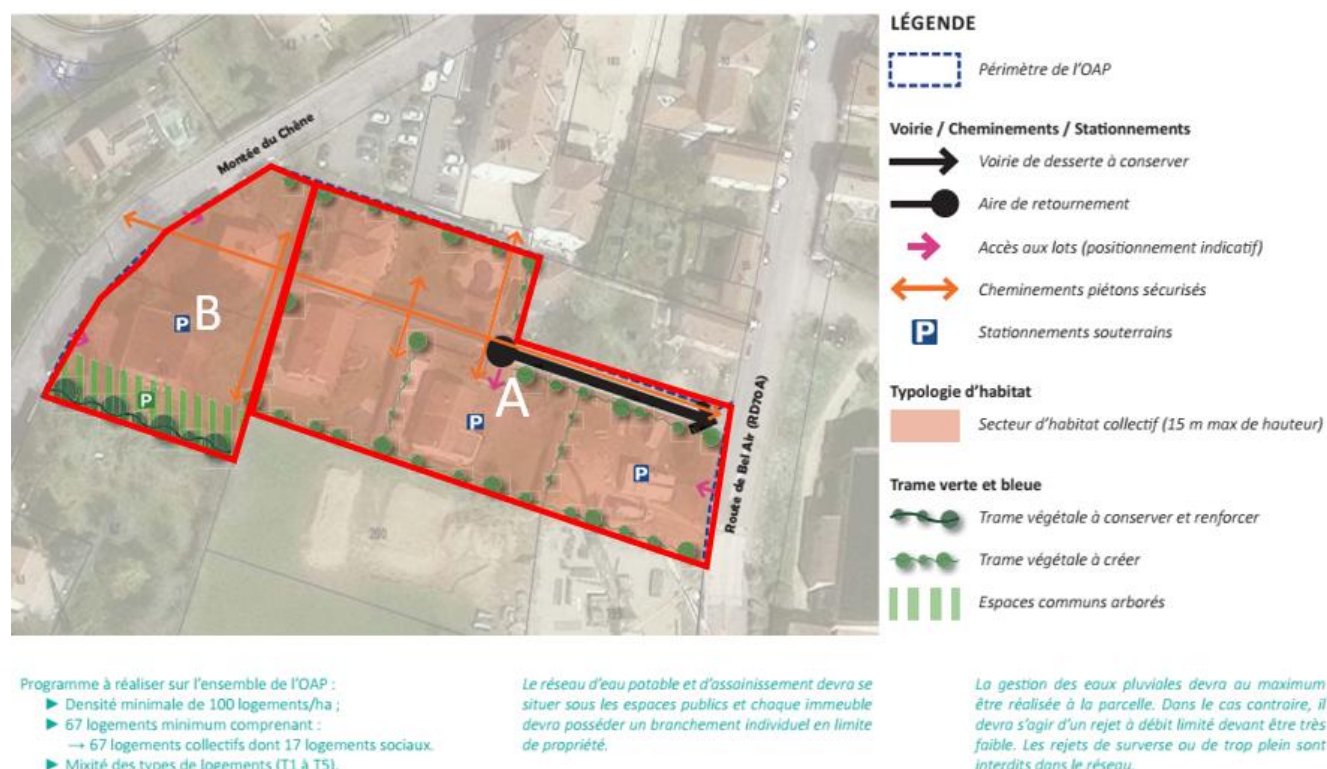 LÉGENDE
Périmètre de l'OAP
Voirie / Cheminements / Stationnements
Voirie de desserte à conserver
Aire de retournement
Accès aux lots (positionnement indicatif)
Cheminements piétons sécurisés
P
Stationnements souterrains
Typologie d'habitat
Secteur d'habitat collectif (15 m max de hauteur)
Trame verte et bleue
Trame végétale à conserver et renforcer
Trame végétale à créer
Espaces communs arborés
Montée du Chêne
B
P
P
A
P
P
Route de Bel Air (RD70A)
200
Programme à réaliser sur l'ensemble de l'OAP :
► Densité minimale de 100 logements/ha ;
► 67 logements minimum comprenant :
→ 67 logements collectifs dont 17 logements sociaux.
► Mixité des types de logements (T1 à T5).
Le réseau d'eau potable et d'assainissement devra se
situer sous les espaces publics et chaque immeuble
devra posséder un branchement individuel en limite
de propriété.
La gestion des eaux pluviales devra au maximum
être réalisée à la parcelle. Dans le cas contraire, il
devra s'agir d'un rejet à débit limité devant être très
faible. Les rejets de surverse ou de trop plein sont
interdits dans le réseau.